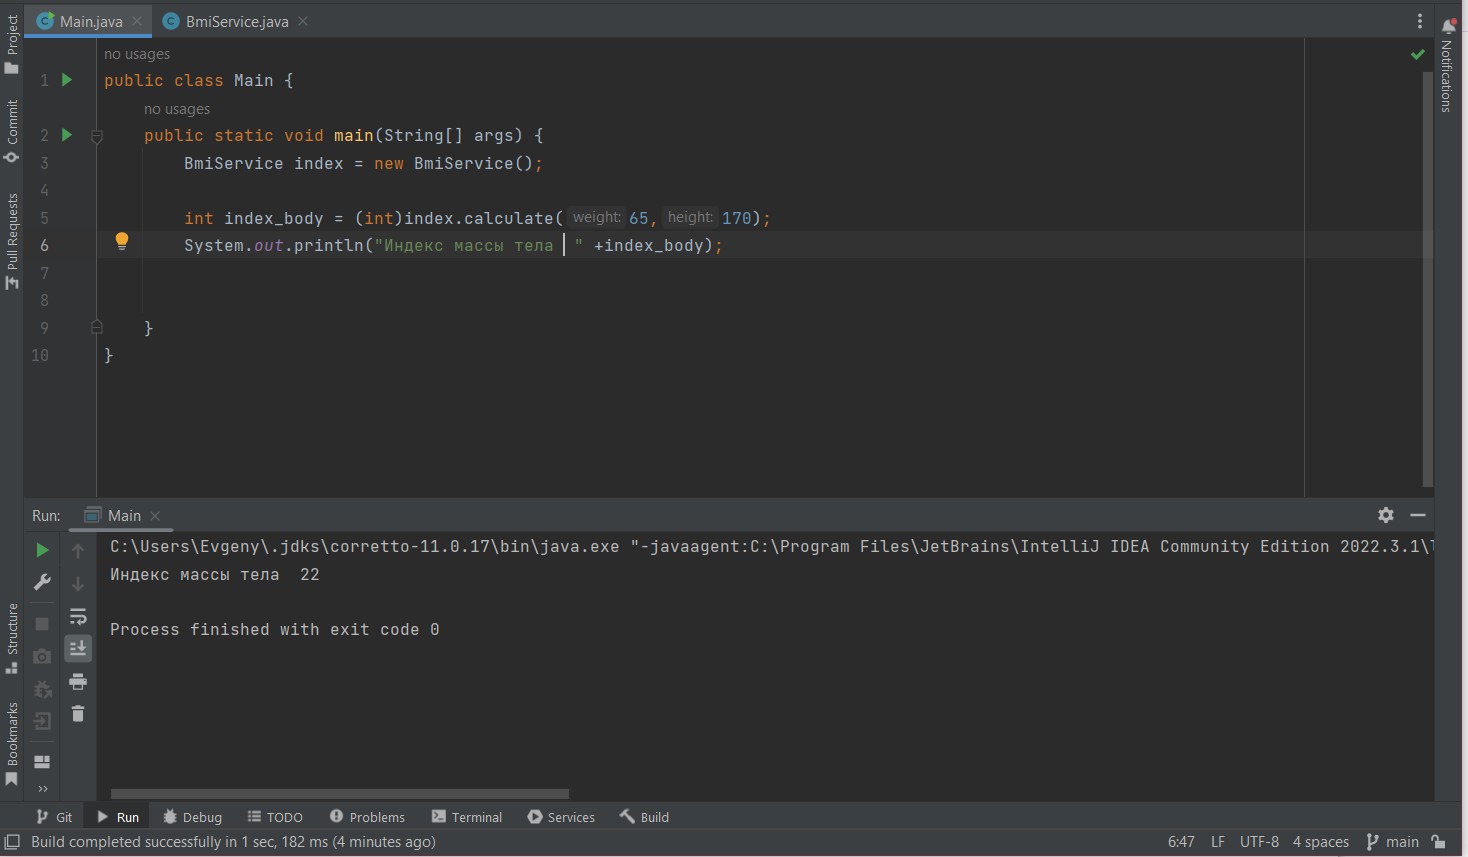 Main.java
BmiService.java
Project
Commit
Pull Requests
Structure
Bookmarks
Notifications
no usages
1 public class Main {
no usages
2 public static void main(String[] args) {
3 BmiService index = new BmiService();
4
5 int index_body = (int)index.calculate( weight: 65, height: 170);
6 System.out.println("Индекс массы тела  " +index_body);
7
8
9 }
10 }
Run: Main
C:\Users\Evgeny\.jdks\corretto-11.0.17\bin\java.exe "-javaagent:C:\Program Files\JetBrains\IntelliJ IDEA Community Edition 2022.3.1\
Индекс массы тела  22
Process finished with exit code 0
Git Run Debug TODO Problems Terminal Services Build
Build completed successfully in 1 sec, 182 ms (4 minutes ago) 6:47 LF UTF-8 4 spaces main